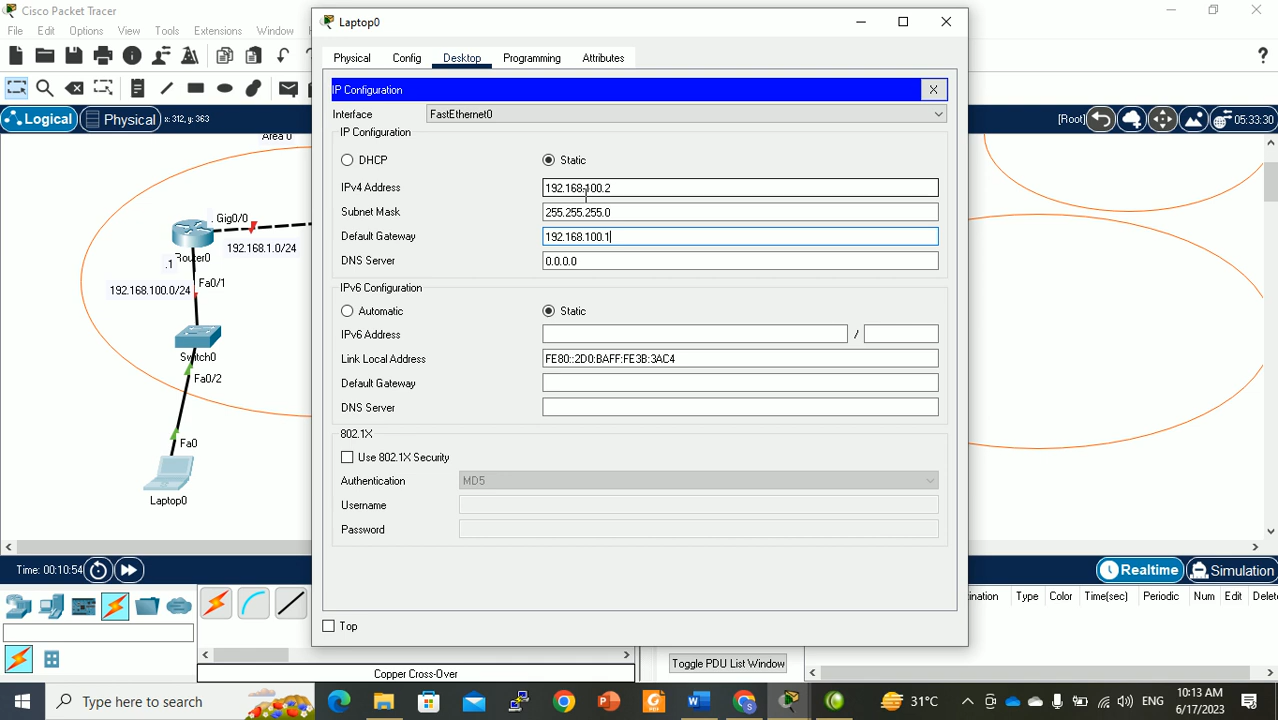 Cisco Packet Tracer
File Edit Options View Tools Extensions Window
Logical Physical x: 312, y: 363
[Root] 05:33:30
Area 0
. Gig0/0
192.168.1.0/24
Router0
.1
Fa0/1
192.168.100.0/24
Switch0
Fa0/2
Fa0
Laptop0
Laptop0
Physical Config Desktop Programming Attributes
IP Configuration X
Interface FastEthernet0
IP Configuration
DHCP Static
IPv4 Address 192.168.100.2
Subnet Mask 255.255.255.0
Default Gateway 192.168.100.1
DNS Server 0.0.0.0
IPv6 Configuration
Automatic Static
IPv6 Address /
Link Local Address FE80::2D0:BAFF:FE3B:3AC4
Default Gateway
DNS Server
802.1X
Use 802.1X Security
Authentication MD5
Username
Password
Top
Time: 00:10:54
Realtime Simulation
Copper Cross-Over
Toggle PDU List Window
ination Type Color Time(sec) Periodic Num Edit Delet
Type here to search
31°C ENG 10:13 AM
6/17/2023